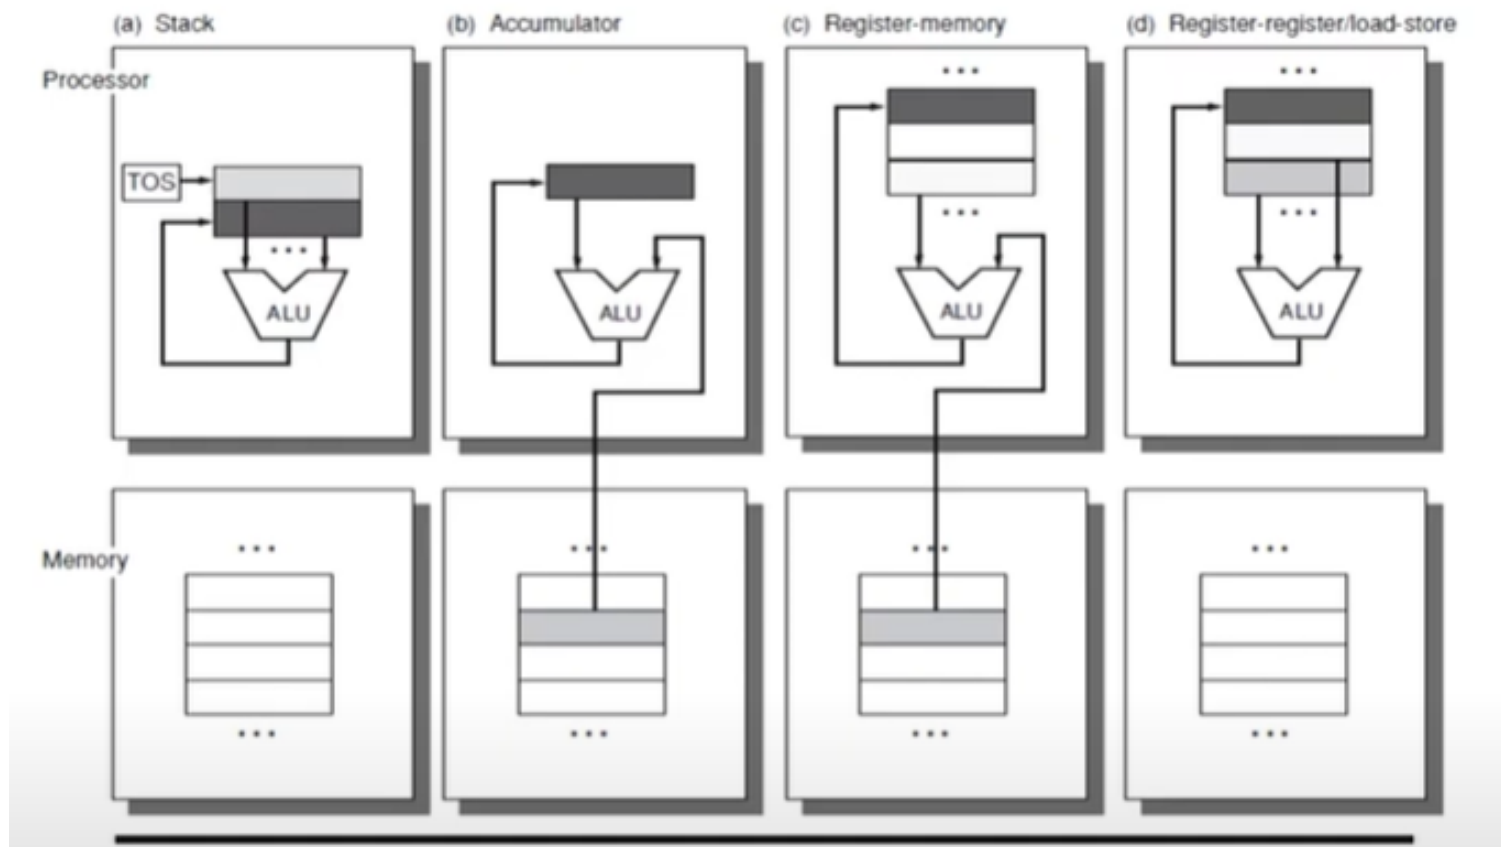 (a) Stack
(b) Accumulator
(c) Register-memory
(d) Register-register/load-store
Processor
TOS
...
...
...
...
...
ALU
ALU
ALU
ALU
Memory
...
...
...
...
...
...
...
...